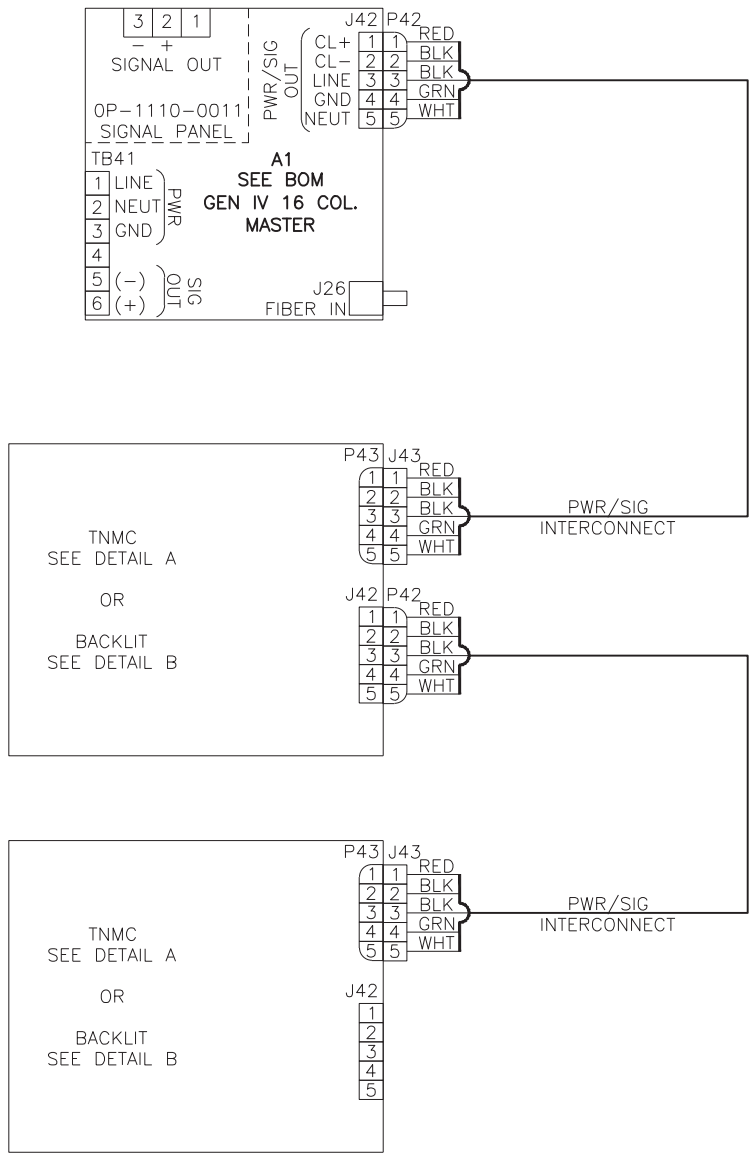 3 2 1
- +
SIGNAL OUT
0P-1110-0011
SIGNAL PANEL
PWR/SIG
OUT
J42 P42
CL+ 1 1 RED
CL- 2 2 BLK
LINE 3 3 BLK
GND 4 4 GRN
NEUT 5 5 WHT
TB41
1 LINE
2 NEUT
3 GND
4
5 (-)
6 (+)
PWR
SIG
OUT
A1
SEE BOM
GEN IV 16 COL.
MASTER
J26
FIBER IN
P43 J43
1 1 RED
2 2 BLK
3 3 BLK
4 4 GRN
5 5 WHT
PWR/SIG
INTERCONNECT
TNMC
SEE DETAIL A
OR
BACKLIT
SEE DETAIL B
J42 P42
1 1 RED
2 2 BLK
3 3 BLK
4 4 GRN
5 5 WHT
P43 J43
1 1 RED
2 2 BLK
3 3 BLK
4 4 GRN
5 5 WHT
PWR/SIG
INTERCONNECT
TNMC
SEE DETAIL A
OR
BACKLIT
SEE DETAIL B
J42
1
2
3
4
5